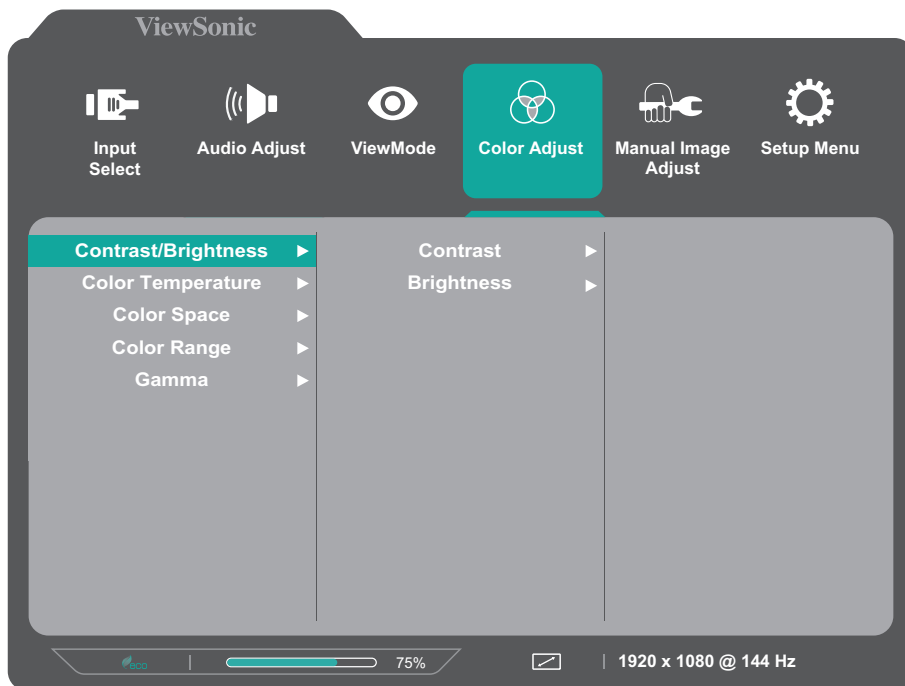 ViewSonic
Input Select
Audio Adjust
ViewMode
Color Adjust
Manual Image Adjust
Setup Menu
Contrast/Brightness
Color Temperature
Color Space
Color Range
Gamma
Contrast
Brightness
eco
75%
1920 x 1080 @ 144 Hz